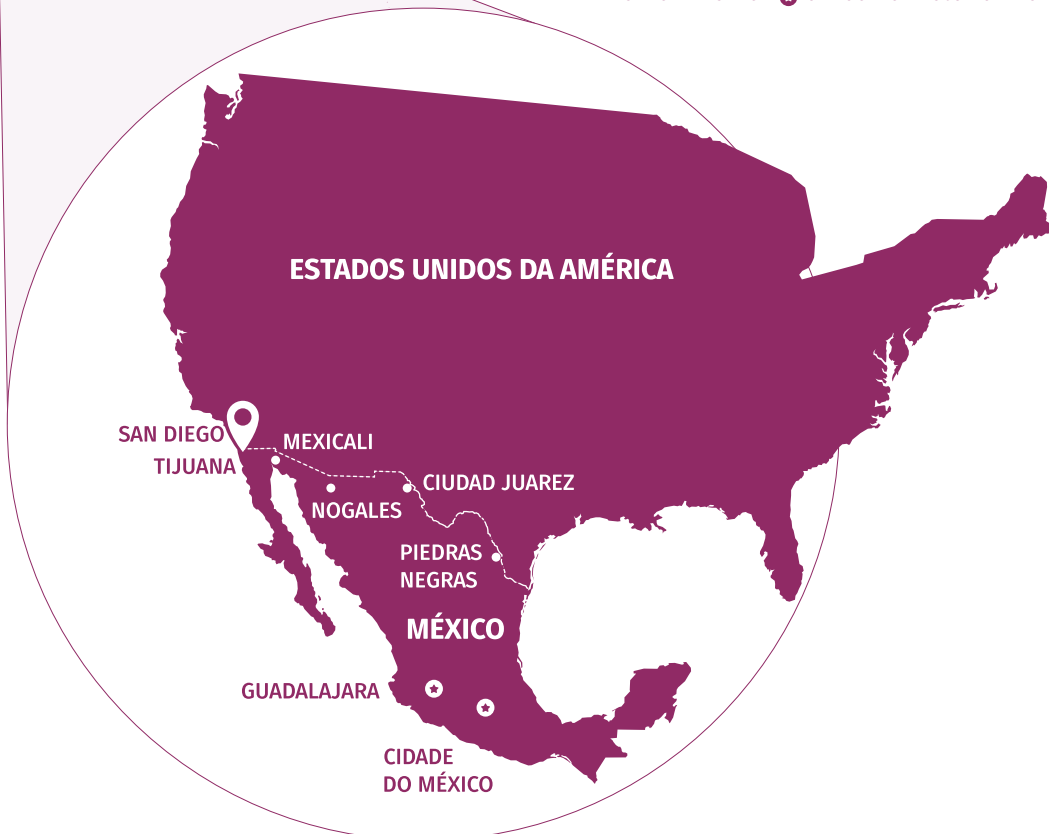 ESTADOS UNIDOS DA AMÉRICA
SAN DIEGO
MEXICALI
TIJUANA
CIUDAD JUAREZ
NOGALES
PIEDRAS
NEGRAS
MÉXICO
GUADALAJARA
CIDADE
DO MÉXICO